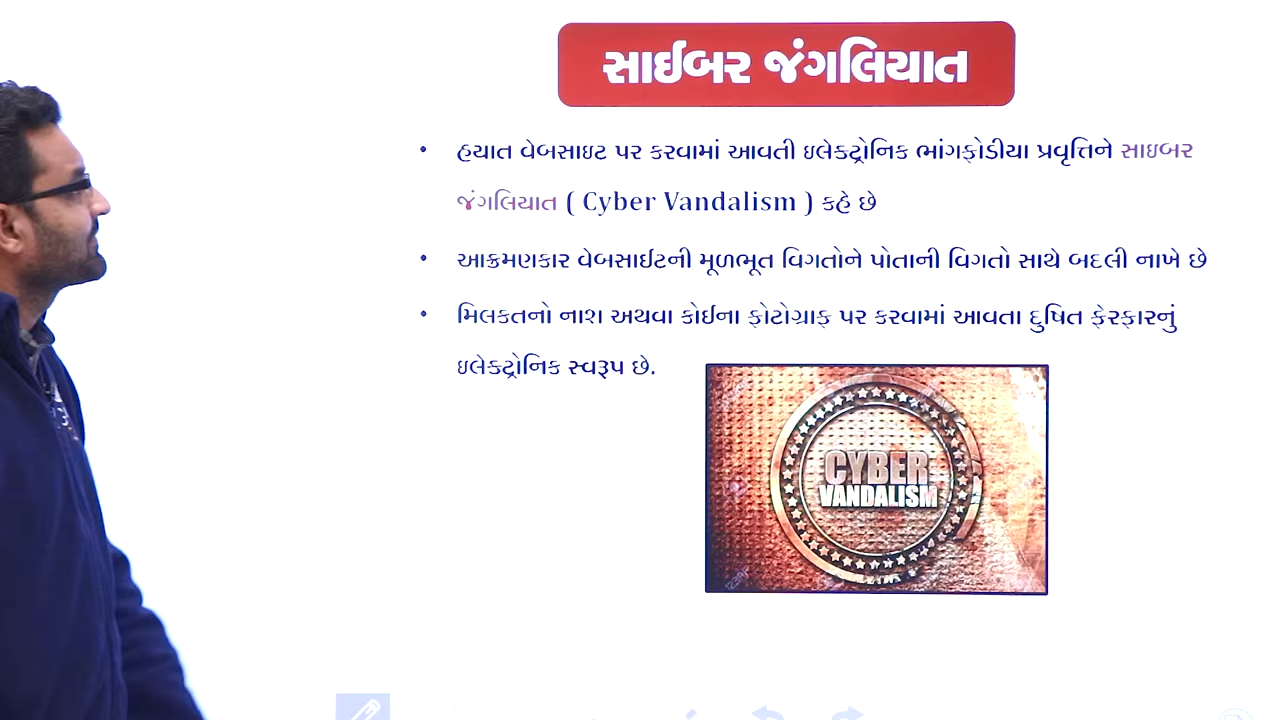 સાઈબર જંગલિયાત
• હયાત વેબસાઇટ પર કરવામાં આવતી ઇલેક્ટ્રોનિક ભાંગફોડીયા પ્રવૃત્તિને સાઇબર
જંગલિયાત ( Cyber Vandalism ) કહે છે
• આક્રમણકાર વેબસાઈટની મૂળભૂત વિગતોને પોતાની વિગતો સાથે બદલી નાખે છે
• મિલકતનો નાશ અથવા કોઈના ફોટોગ્રાફ પર કરવામાં આવતા દુષિત ફેરફારનું
ઇલેક્ટ્રોનિક સ્વરૂપ છે.
CYBER
VANDALISM